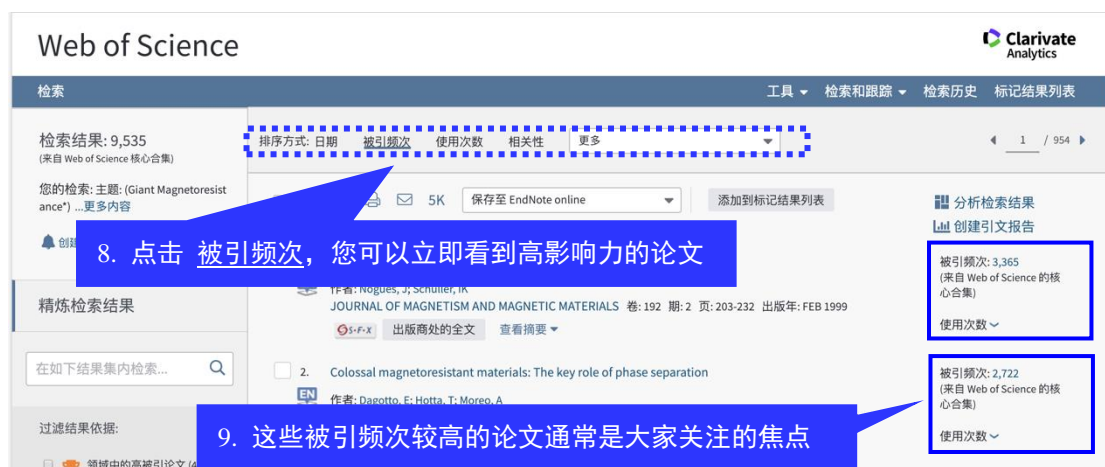 Web of Science
Clarivate
Analytics
检索
工具 检索和跟踪 检索历史 标记结果列表
检索结果: 9,535
(来自 Web of Science 核心合集)
排序方式: 日期 被引频次 使用次数 相关性 更多
1 / 954
您的检索: 主题: (Giant Magnetoresist
ance*) ...更多内容
5K 保存至 EndNote online 添加到标记结果列表
分析检索结果
创建引文报告
8. 点击 被引频次，您可以立即看到高影响力的论文
被引频次: 3,365
(来自 Web of Science 的核
心合集)
使用次数
精炼检索结果
作者: Nogues, J; Schuller, IK
JOURNAL OF MAGNETISM AND MAGNETIC MATERIALS 卷: 192 期: 2 页: 203-232 出版年: FEB 1999
S·F·X 出版商处的全文 查看摘要
在如下结果集内检索...
2. Colossal magnetoresistant materials: The key role of phase separation
EN
作者: Dagotto, E; Hotta, T; Moreo, A
被引频次: 2,722
(来自 Web of Science 的核
心合集)
使用次数
过滤结果依据:
9. 这些被引频次较高的论文通常是大家关注的焦点
领域中的高被引论文